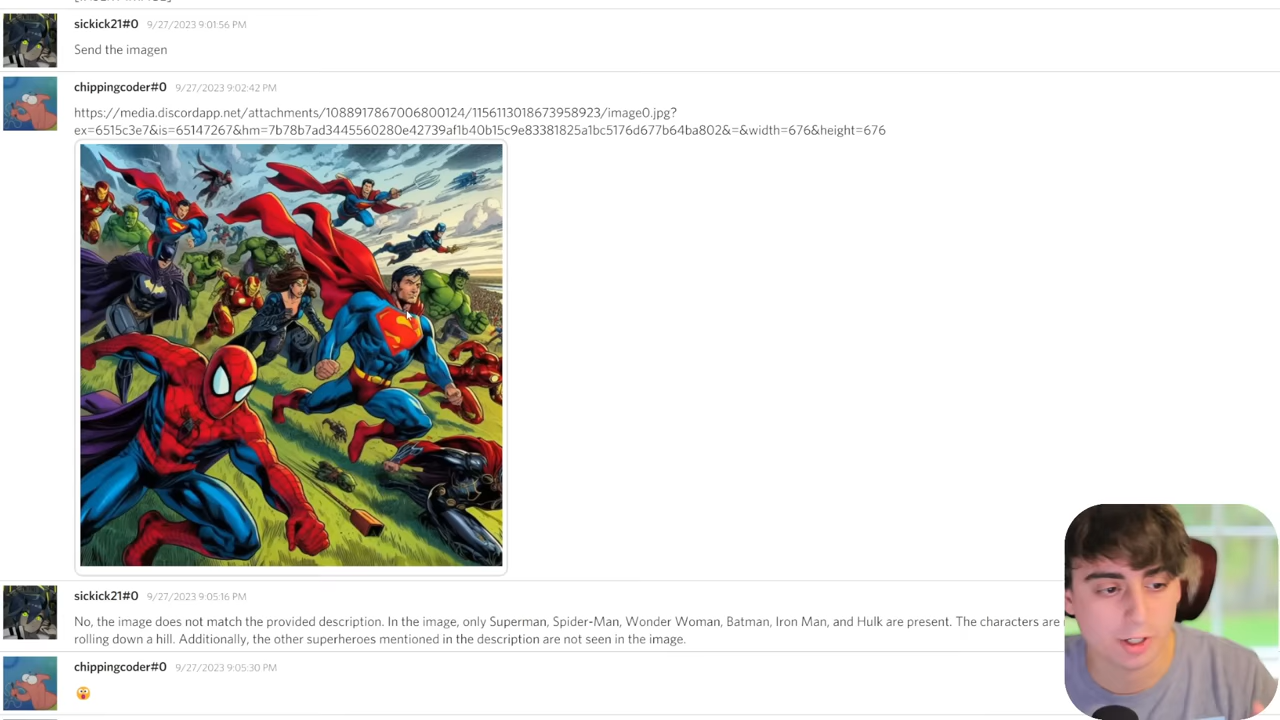 sickick21#0 9/27/2023 9:01:56 PM
Send the imagen
chippingcoder#0 9/27/2023 9:02:42 PM
https://media.discordapp.net/attachments/1088917867006800124/1156113018673958923/image0.jpg?
ex=6515c3e7&is=65147267&hm=7b78b7ad3445560280e42739af1b40b15c9e83381825a1bc5176d677b64ba802&=&width=676&height=676
sickick21#0 9/27/2023 9:05:16 PM
No, the image does not match the provided description. In the image, only Superman, Spider-Man, Wonder Woman, Batman, Iron Man, and Hulk are present. The characters are
rolling down a hill. Additionally, the other superheroes mentioned in the description are not seen in the image.
chippingcoder#0 9/27/2023 9:05:30 PM